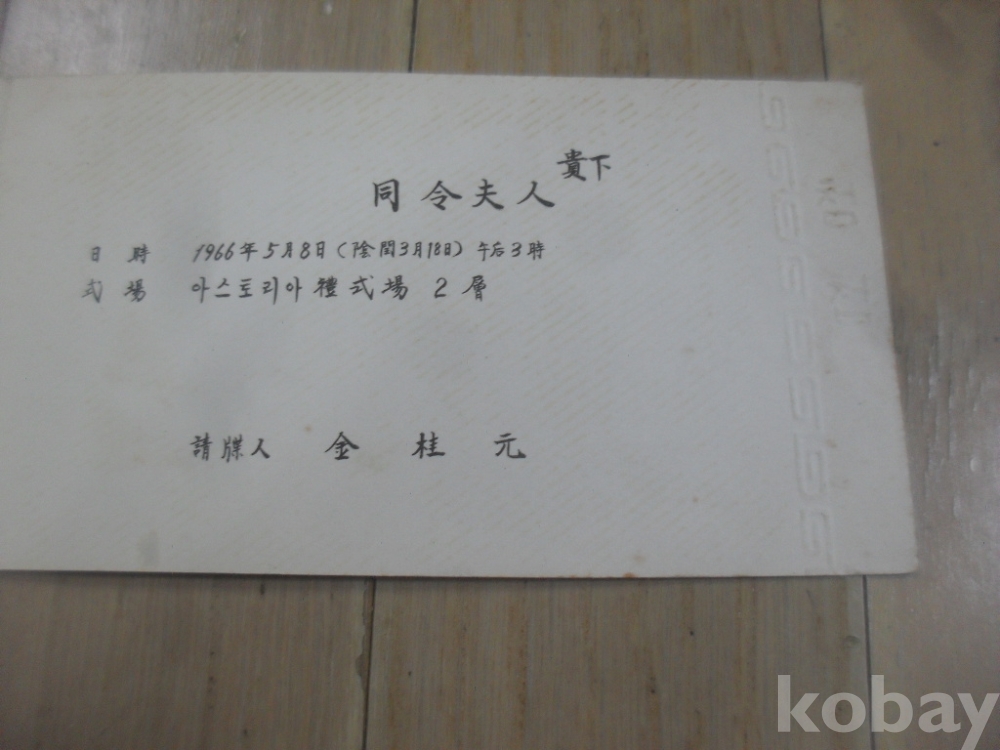 貴下
同令夫人
日時 1966年5月8日(陰閏3月18日) 午后3時
式場 아스토리아禮式場 2層
請牒人 金桂元
kobay